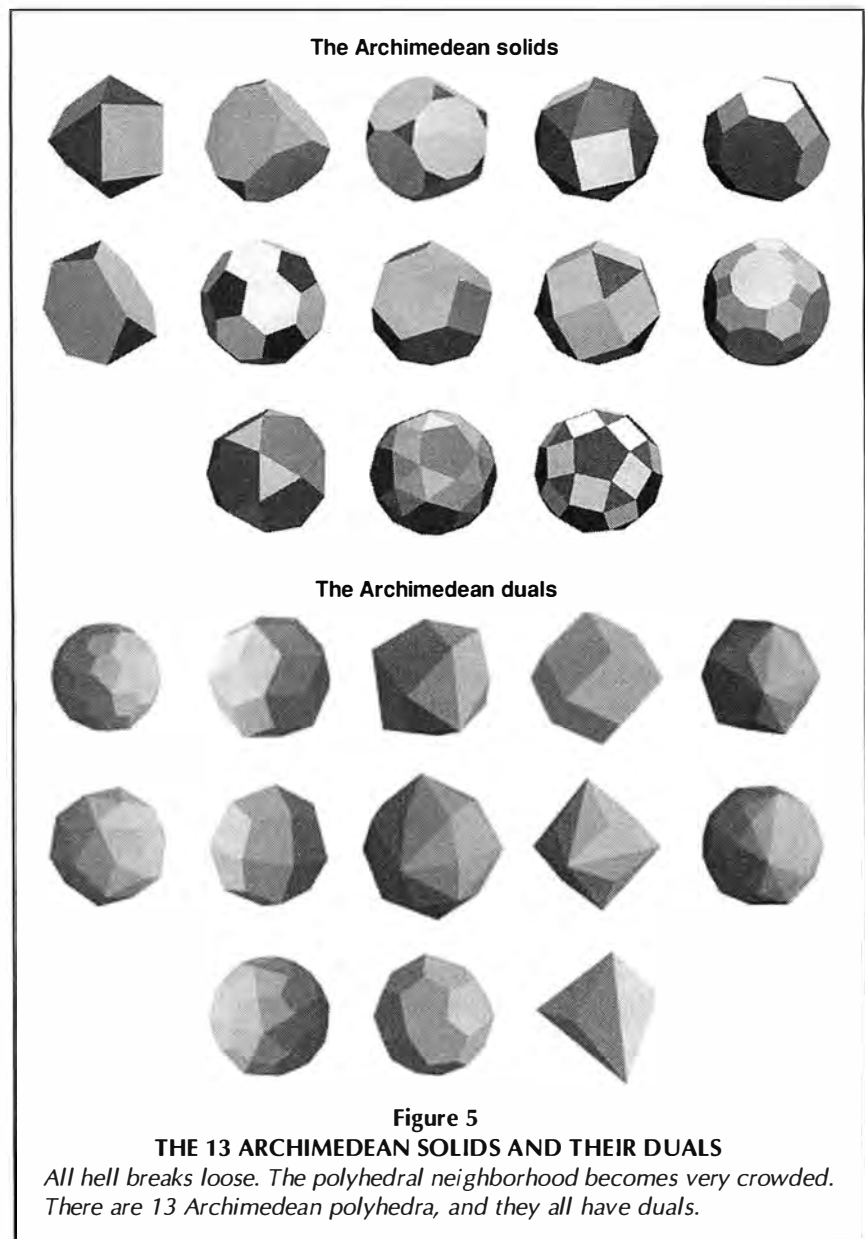 The Archimedean solids
The Archimedean duals
Figure 5
THE 13 ARCHIMEDEAN SOLIDS AND THEIR DUALS
All hell breaks loose. The polyhedral neighborhood becomes very crowded.
There are 13 Archimedean polyhedra, and they all have duals.